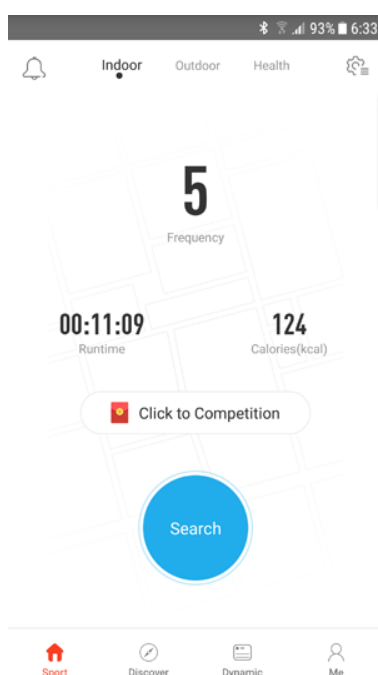 93% 6:33
Indoor Outdoor Health
5
Frequency
00:11:09 124
Runtime Calories(kcal)
Click to Competition
Search
Sport Discover Dynamic Me